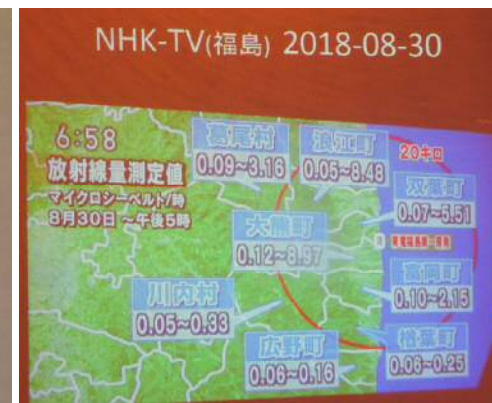 NHK-TV(福島) 2018-08-30
6:58
放射線量測定値
マイクロシーベルト/時
8月30日 ~午後5時
葛尾村
0.09~3.16
浪江町
0.05~8.48
20キロ
双葉町
0.07~5.51
大熊町
0.12~8.97
富岡町
0.10~2.15
川内村
0.05~0.33
広野町
0.06~0.16
楢葉町
0.06~0.25